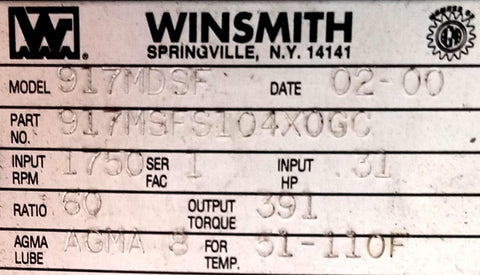 WINSMITH
SPRINGVILLE, N.Y. 14141
MODEL 917MDSF DATE 02-00
PART NO. 917MSFS104X0GC
INPUT RPM 1750 SER FAC 1 INPUT HP .31
RATIO 60 OUTPUT TORQUE 391
AGMA LUBE AGMA 8 FOR TEMP. 51-110F